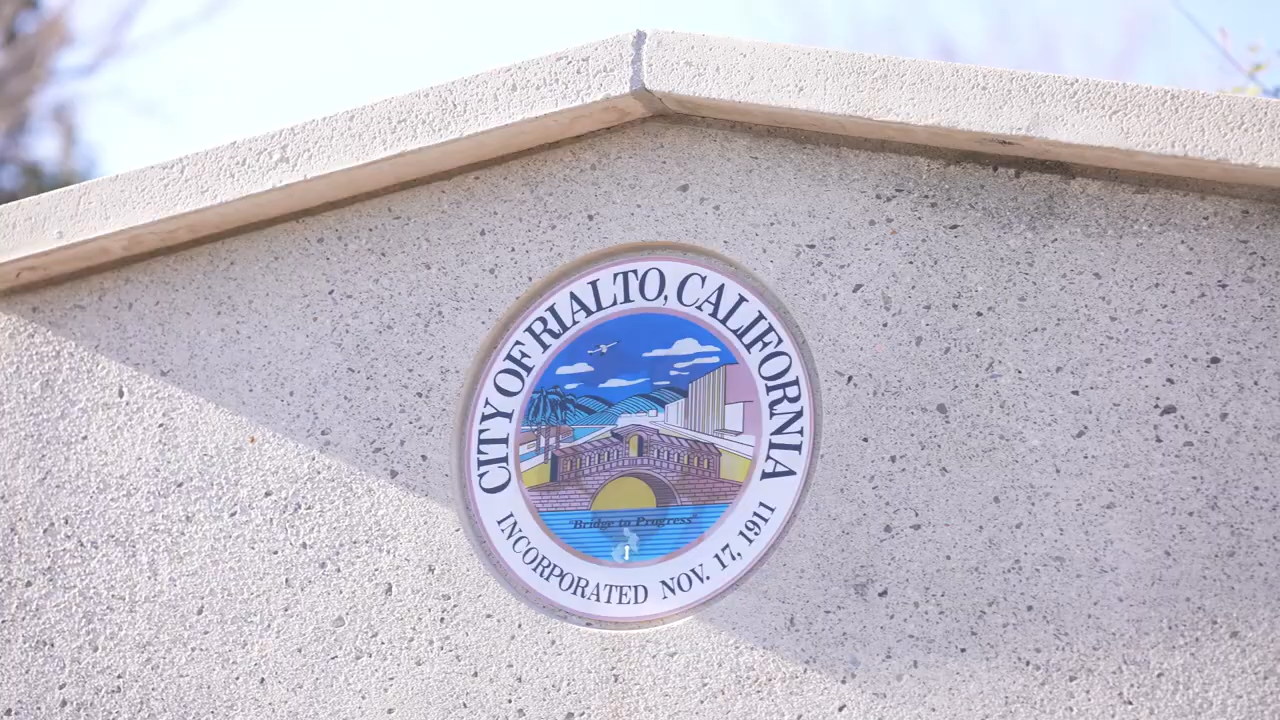 CITY OF RIALTO, CALIFORNIA
"Bridge to Progress"
INCORPORATED NOV. 17, 1911